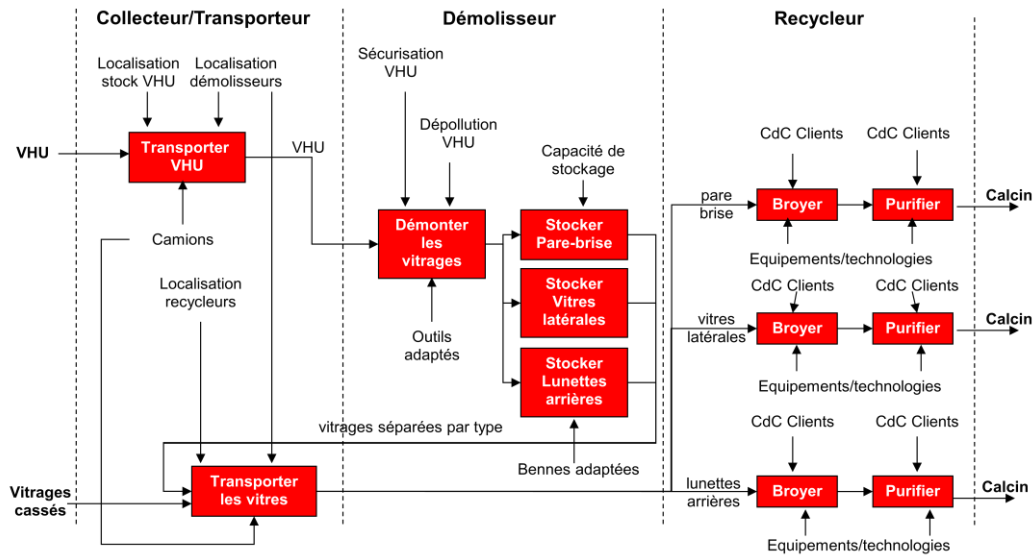 Collecteur/Transporteur
Démolisseur
Recycleur
Localisation
stock VHU
Localisation
démolisseurs
VHU
Transporter
VHU
VHU
Camions
Localisation
recycleurs
Sécurisation
VHU
Dépollution
VHU
Capacité de
stockage
Démonter
les
vitrages
Outils
adaptés
Stocker
Pare-brise
Stocker
Vitres
latérales
Stocker
Lunettes
arrières
Bennes adaptées
vitrages séparées par type
Vitrages
cassés
Transporter
les vitres
CdC Clients
CdC Clients
pare
brise
Broyer
Purifier
Calcin
Equipements/technologies
CdC Clients
CdC Clients
vitres
latérales
Broyer
Purifier
Calcin
Equipements/technologies
CdC Clients
CdC Clients
lunettes
arrières
Broyer
Purifier
Calcin
Equipements/technologies